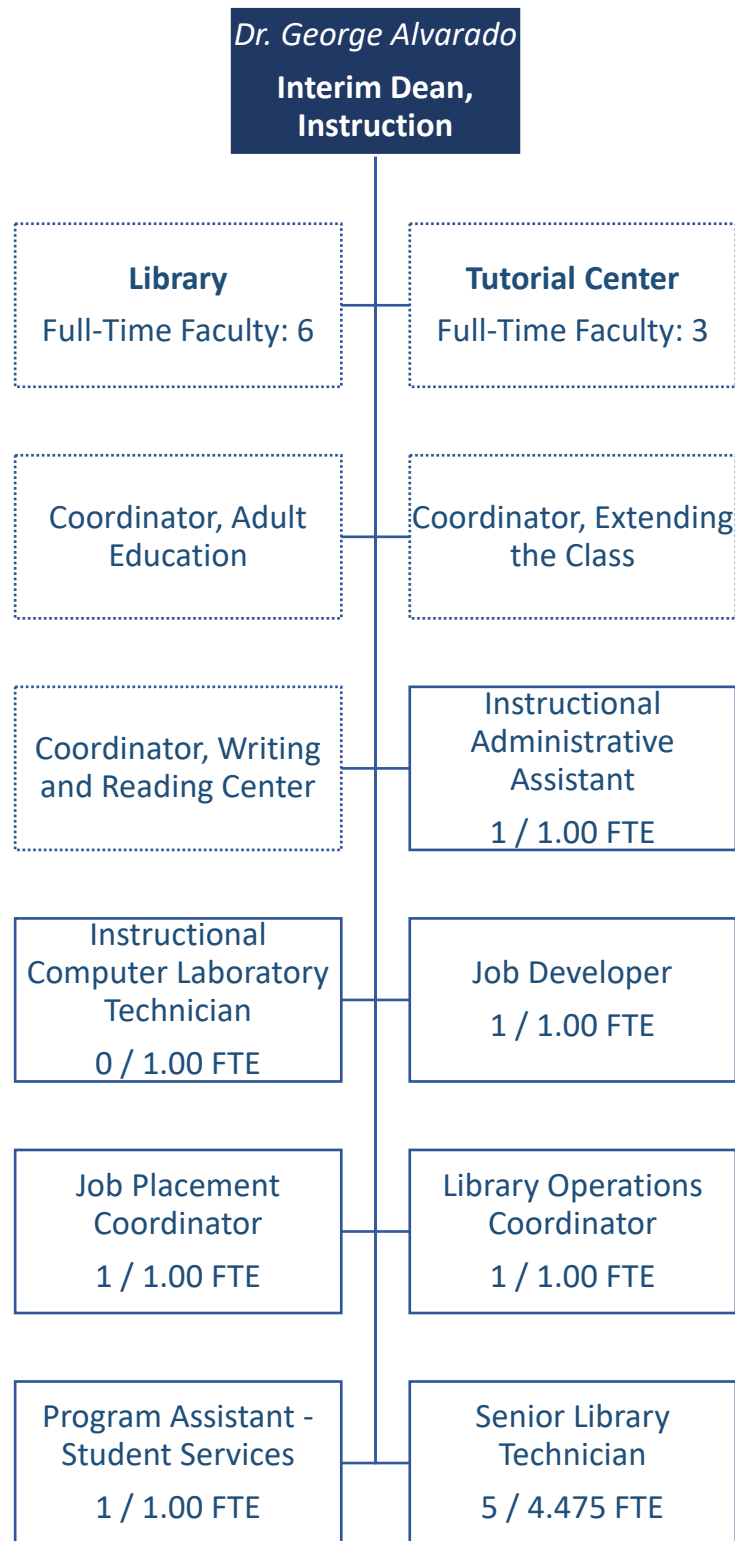 Dr. George Alvarado
Interim Dean,
Instruction
Library
Full-Time Faculty: 6
Tutorial Center
Full-Time Faculty: 3
Coordinator, Adult
Education
Coordinator, Extending
the Class
Coordinator, Writing
and Reading Center
Instructional
Administrative
Assistant
1 / 1.00 FTE
Instructional
Computer Laboratory
Technician
0 / 1.00 FTE
Job Developer
1 / 1.00 FTE
Job Placement
Coordinator
1 / 1.00 FTE
Library Operations
Coordinator
1 / 1.00 FTE
Program Assistant -
Student Services
1 / 1.00 FTE
Senior Library
Technician
5 / 4.475 FTE